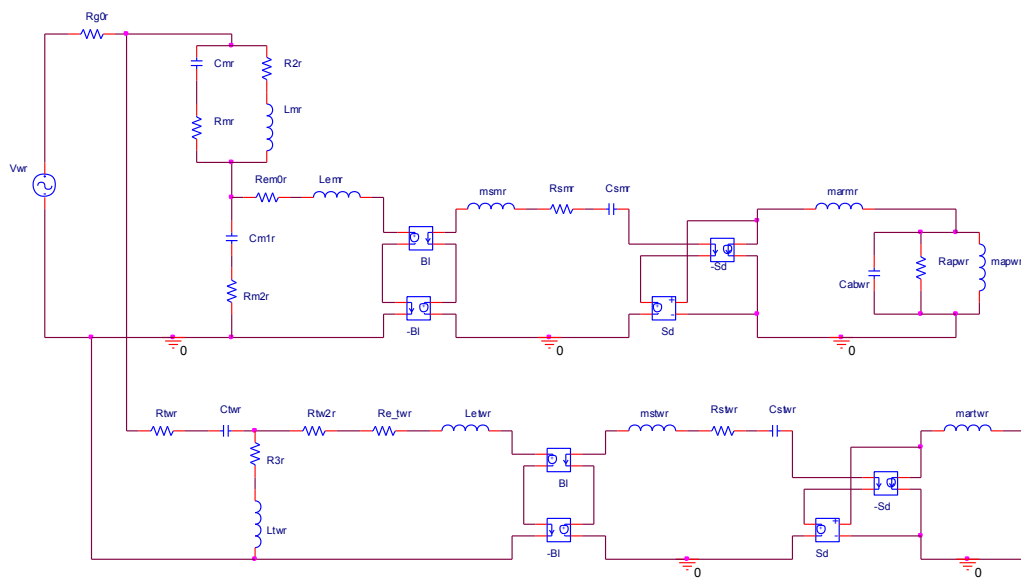 Rg0r
Cmr
R2r
Rmr
Lmr
Vwr
Rem0r
Lemr
msmr
Rsmr
Csmr
marmr
Cm1r
Bl
-Sd
Cabwr
Rapwr
mapwr
Rm2r
-Bl
Sd
+
-
0
0
0
Rtwr
Ctwr
Rtw2r
Re_twr
Letwr
mstwr
Rstwr
Cstwr
martwr
R3r
Bl
-Sd
Ltwr
-Bl
Sd
+
-
0
0